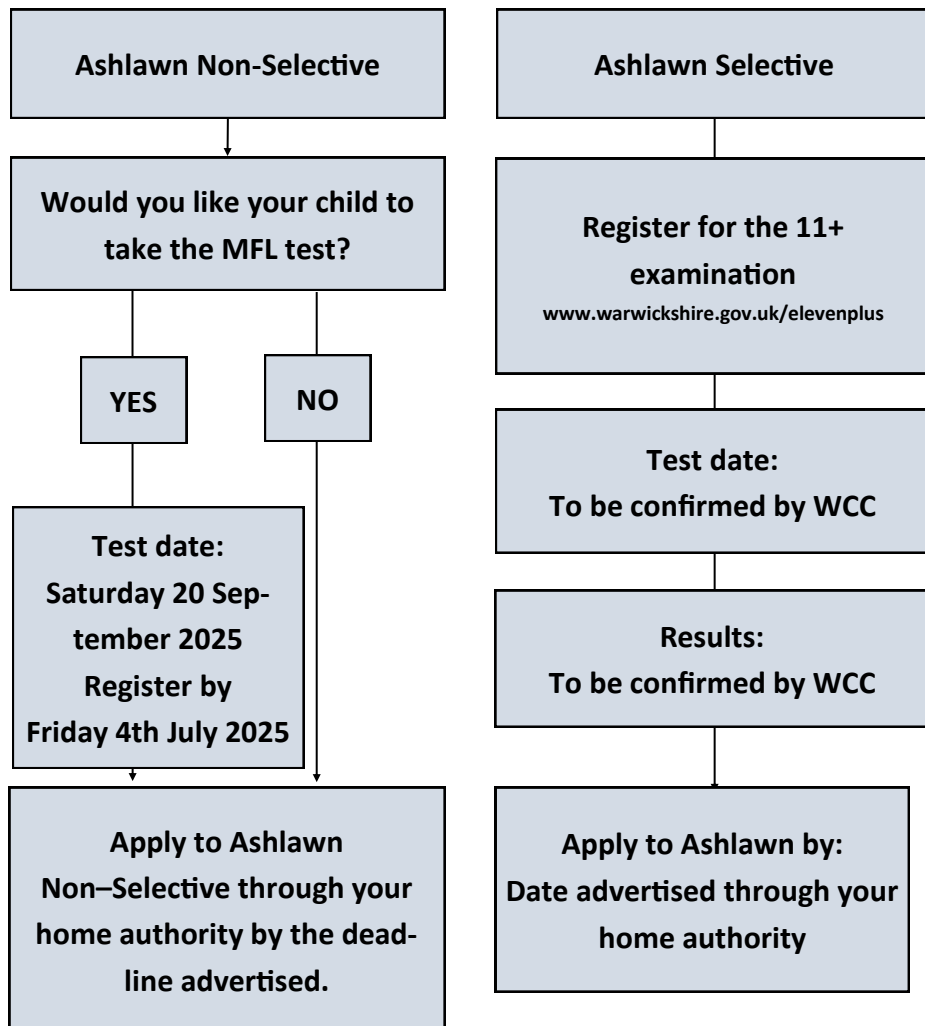 Ashlawn Non-Selective
Would you like your child to
take the MFL test?
YES
NO
Test date:
Saturday 20 Sep-
tember 2025
Register by
Friday 4th July 2025
Apply to Ashlawn
Non–Selective through your
home authority by the dead-
line advertised.
Ashlawn Selective
Register for the 11+
examination
www.warwickshire.gov.uk/elevenplus
Test date:
To be confirmed by WCC
Results:
To be confirmed by WCC
Apply to Ashlawn by:
Date advertised through your
home authority